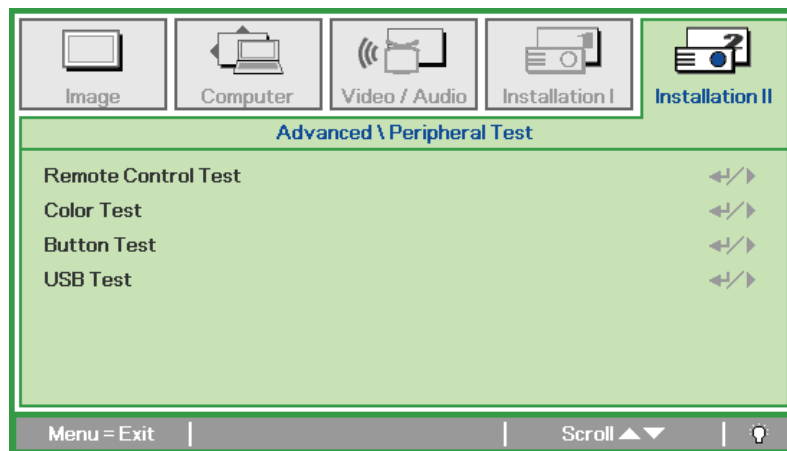 Image
Computer
Video / Audio
Installation I
Installation II
Advanced \ Peripheral Test
Remote Control Test
Color Test
Button Test
USB Test
Menu = Exit
Scroll ▲▼